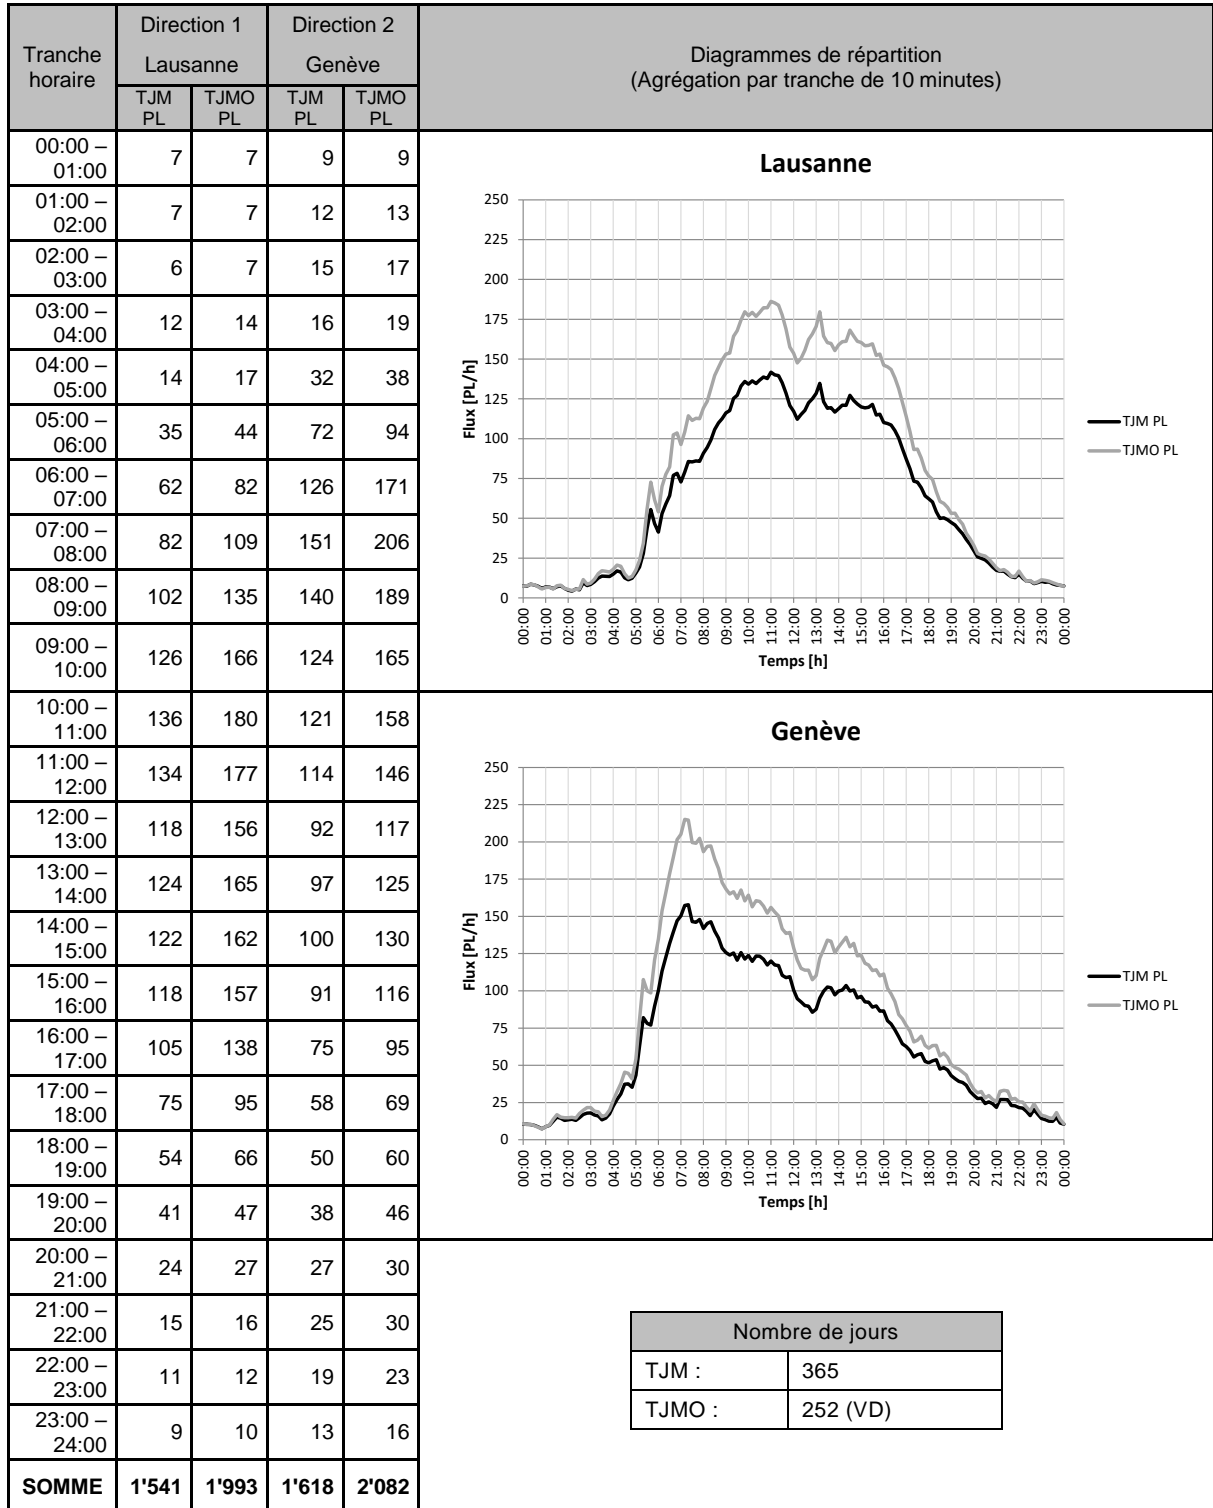 Tranche horaire
Direction 1
Lausanne
Direction 2
Genève
Diagrammes de répartition
(Agrégation par tranche de 10 minutes)
TJM PL
TJMO PL
TJM PL
TJMO PL
00:00 – 01:00 7 7 9 9
01:00 – 02:00 7 7 12 13
02:00 – 03:00 6 7 15 17
03:00 – 04:00 12 14 16 19
04:00 – 05:00 14 17 32 38
05:00 – 06:00 35 44 72 94
06:00 – 07:00 62 82 126 171
07:00 – 08:00 82 109 151 206
08:00 – 09:00 102 135 140 189
09:00 – 10:00 126 166 124 165
10:00 – 11:00 136 180 121 158
11:00 – 12:00 134 177 114 146
12:00 – 13:00 118 156 92 117
13:00 – 14:00 124 165 97 125
14:00 – 15:00 122 162 100 130
15:00 – 16:00 118 157 91 116
16:00 – 17:00 105 138 75 95
17:00 – 18:00 75 95 58 69
18:00 – 19:00 54 66 50 60
19:00 – 20:00 41 47 38 46
20:00 – 21:00 24 27 27 30
21:00 – 22:00 15 16 25 30
22:00 – 23:00 11 12 19 23
23:00 – 24:00 9 10 13 16
SOMME 1'541 1'993 1'618 2'082
Lausanne
250
225
200
175
150
125
100
75
50
25
0
Flux [PL/h]
00:00 01:00 02:00 03:00 04:00 05:00 06:00 07:00 08:00 09:00 10:00 11:00 12:00 13:00 14:00 15:00 16:00 17:00 18:00 19:00 20:00 21:00 22:00 23:00 00:00
Temps [h]
TJM PL
TJMO PL
Genève
250
225
200
175
150
125
100
75
50
25
0
Flux [PL/h]
00:00 01:00 02:00 03:00 04:00 05:00 06:00 07:00 08:00 09:00 10:00 11:00 12:00 13:00 14:00 15:00 16:00 17:00 18:00 19:00 20:00 21:00 22:00 23:00 00:00
Temps [h]
TJM PL
TJMO PL
Nombre de jours
TJM : 365
TJMO : 252 (VD)